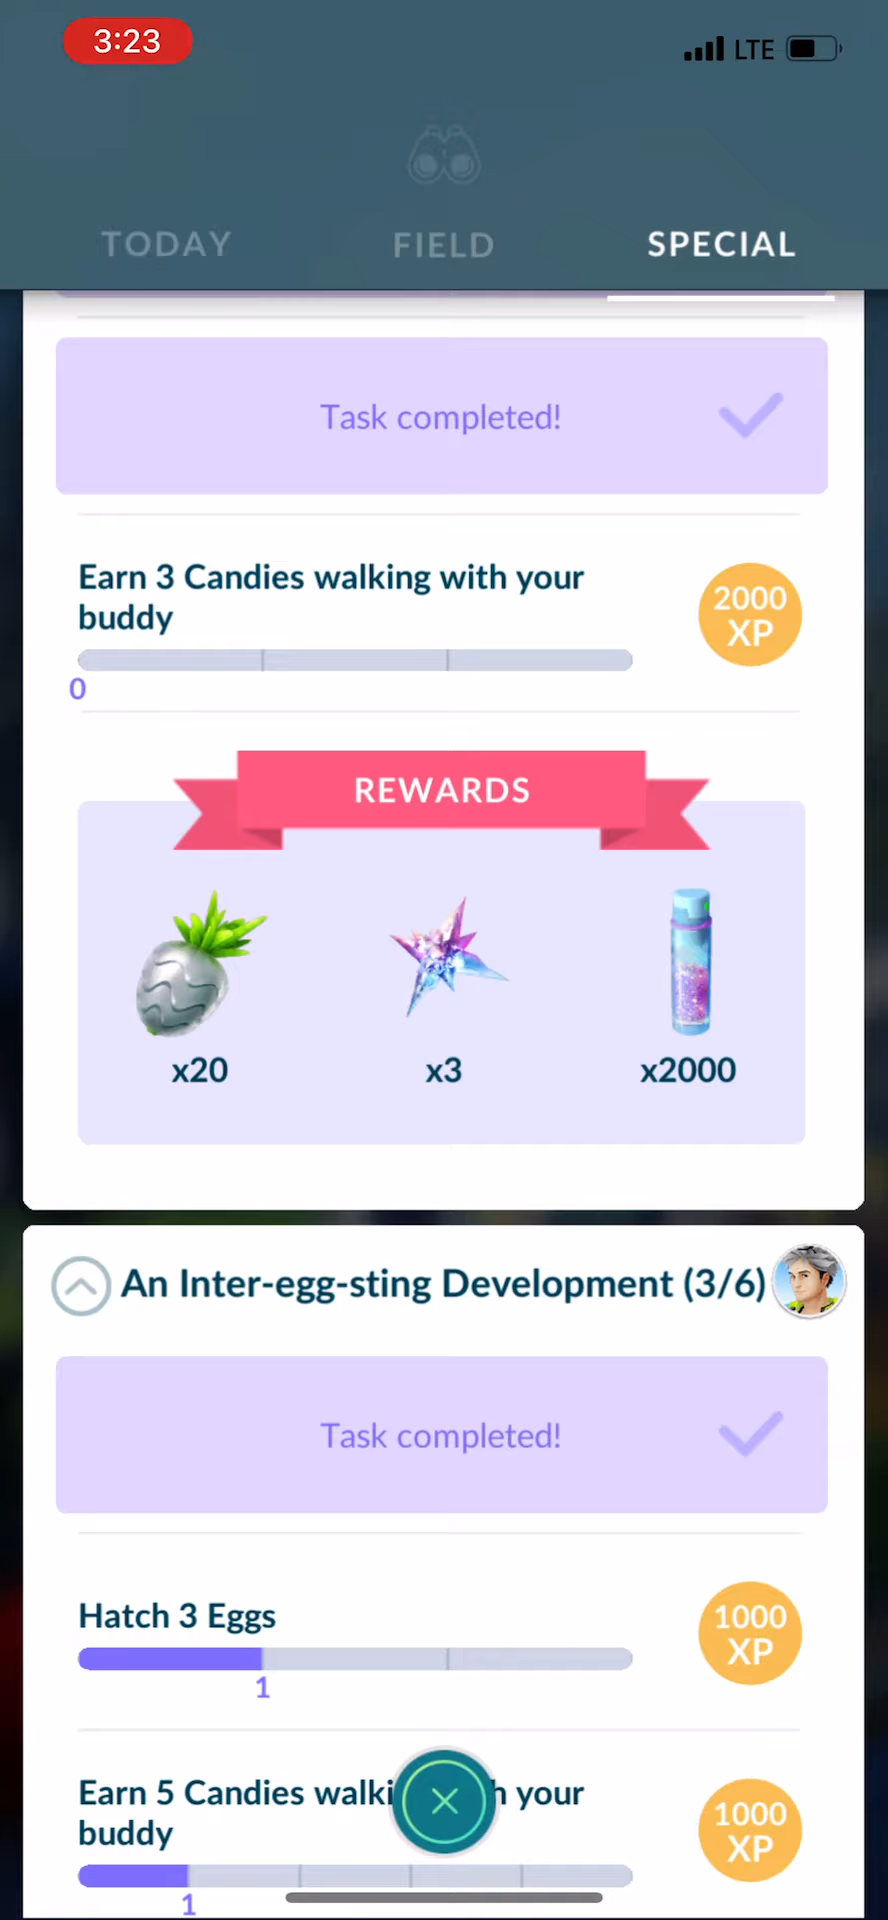 3:23
LTE
TODAY
FIELD
SPECIAL
Task completed!
Earn 3 Candies walking with your
buddy
2000
XP
0
REWARDS
x20
x3
x2000
An Inter-egg-sting Development (3/6)
Task completed!
Hatch 3 Eggs
1000
XP
1
Earn 5 Candies your
buddy
1000
XP
1